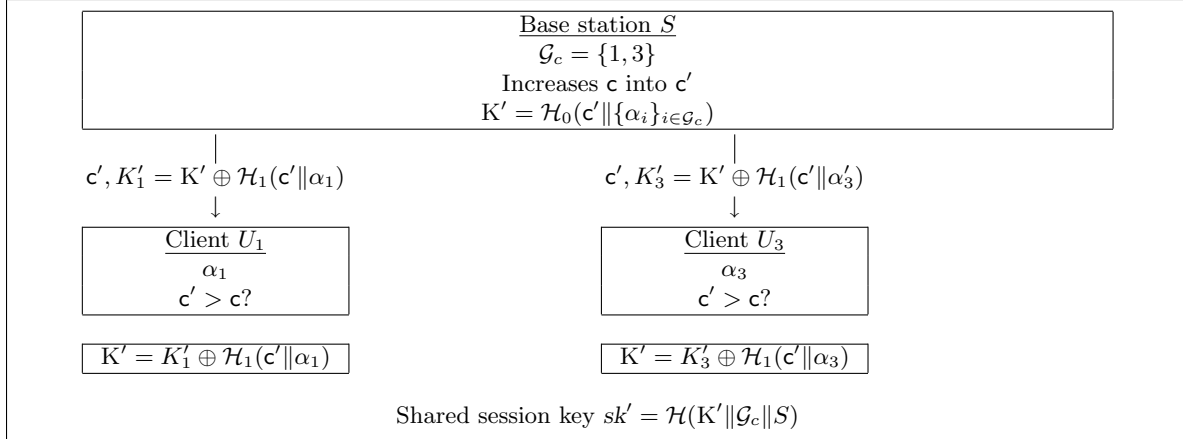 Base station S
𝒢c = {1, 3}
Increases c into c′
K′ = ℋ0(c′‖{αi}i∈𝒢c)
c′, K′1 = K′ ⊕ ℋ1(c′‖α1)
c′, K′3 = K′ ⊕ ℋ1(c′‖α′3)
Client U1
α1
c′ > c?
Client U3
α3
c′ > c?
K′ = K′1 ⊕ ℋ1(c′‖α1)
K′ = K′3 ⊕ ℋ1(c′‖α3)
Shared session key sk′ = ℋ(K′‖𝒢c‖S)